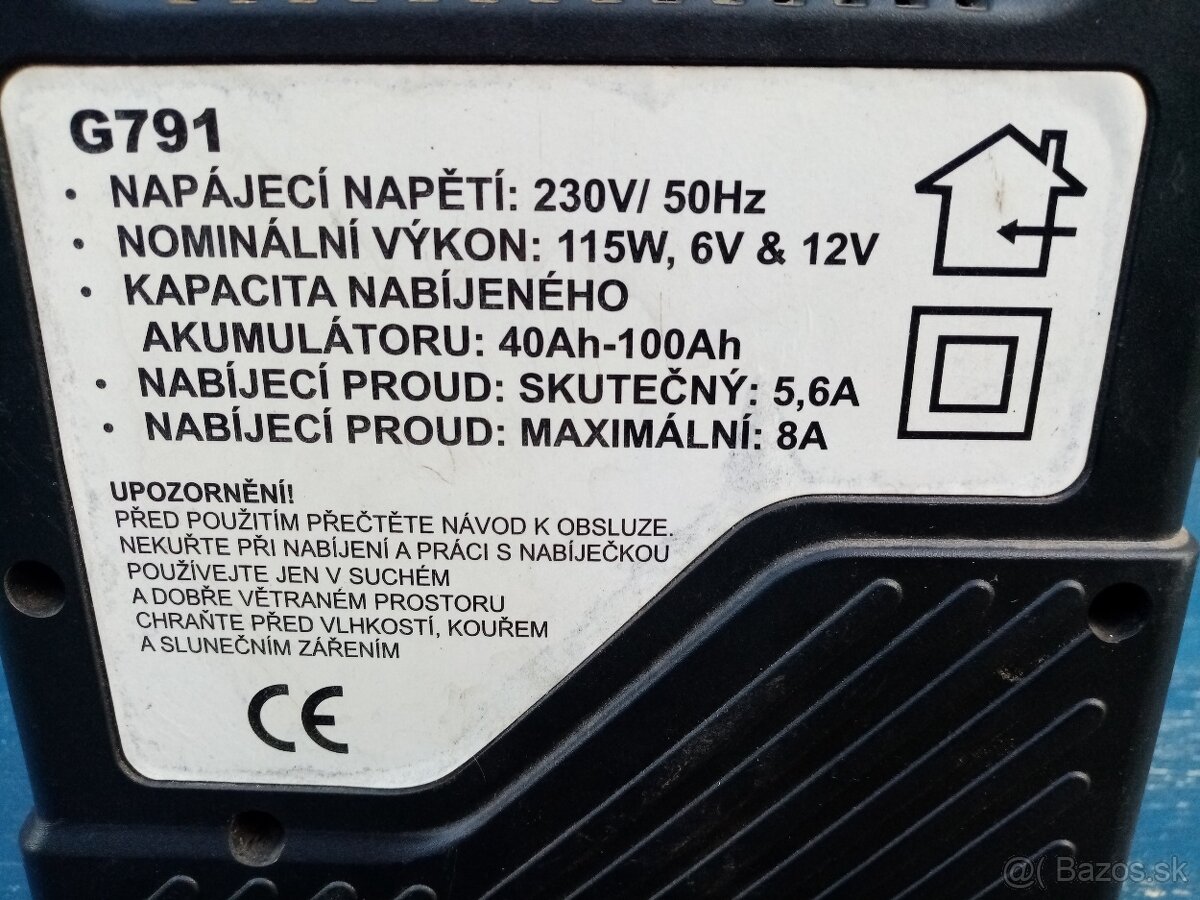 G791
• NAPÁJECÍ NAPĚTÍ: 230V/ 50Hz
• NOMINÁLNÍ VÝKON: 115W, 6V & 12V
• KAPACITA NABÍJENÉHO
AKUMULÁTORU: 40Ah-100Ah
• NABÍJECÍ PROUD: SKUTEČNÝ: 5,6A
• NABÍJECÍ PROUD: MAXIMÁLNÍ: 8A
UPOZORNĚNÍ!
PŘED POUŽITÍM PŘEČTĚTE NÁVOD K OBSLUZE.
NEKUŘTE PŘI NABÍJENÍ A PRÁCI S NABÍJEČKOU
POUŽÍVEJTE JEN V SUCHÉM
A DOBŘE VĚTRANÉM PROSTORU
CHRAŇTE PŘED VLHKOSTÍ, KOUŘEM
A SLUNEČNÍM ZÁŘENÍM
CE
@( Bazos.sk